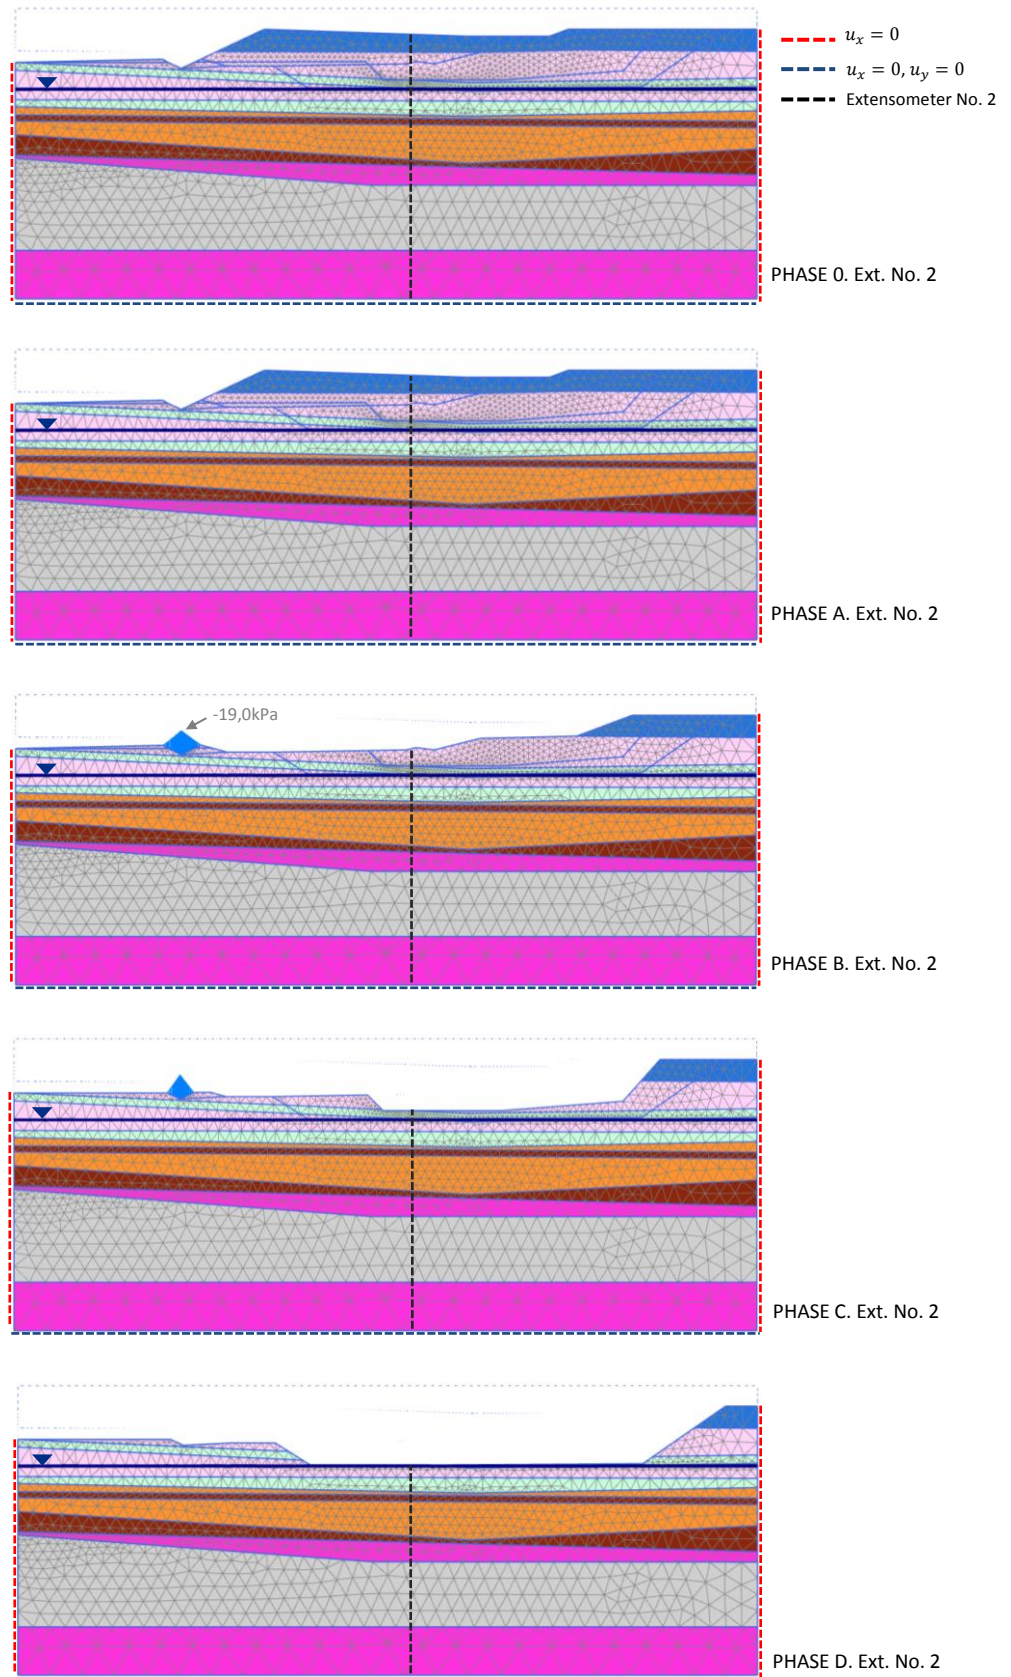 u_x = 0
u_x = 0, u_y = 0
Extensometer No. 2
PHASE 0. Ext. No. 2
PHASE A. Ext. No. 2
-19,0kPa
PHASE B. Ext. No. 2
PHASE C. Ext. No. 2
PHASE D. Ext. No. 2